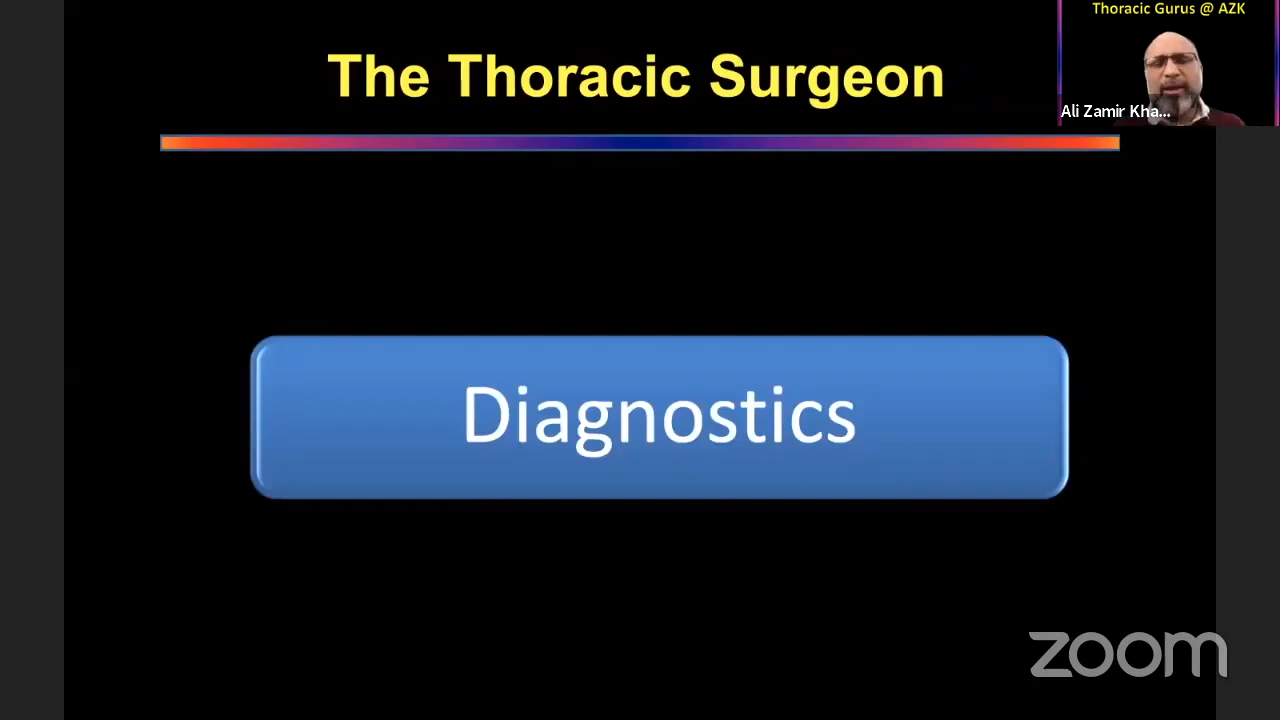 Thoracic Gurus @ AZK
The Thoracic Surgeon
Ali Zamir Kha...
Diagnostics
zoom